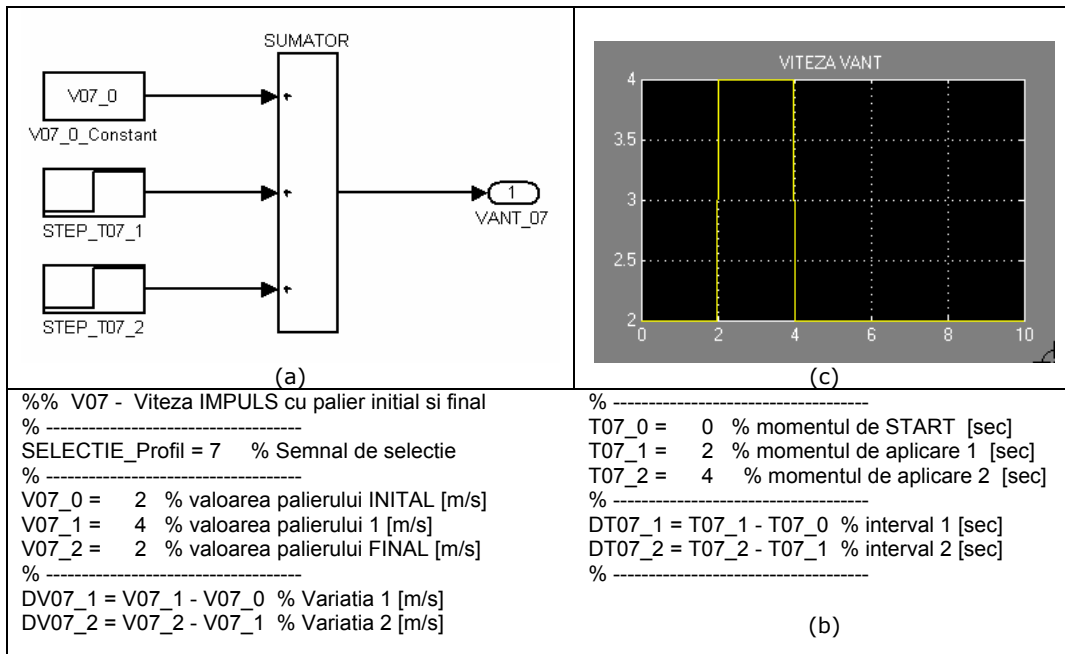 SUMATOR
V07_0
V07_0_Constant
STEP_T07_1
STEP_T07_2
1
VANT_07
(a)
VITEZA VANT
4
3.5
3
2.5
2
0 2 4 6 8 10
(c)
%% V07 - Viteza IMPULS cu palier initial si final
% ------------------------------------
SELECTIE_Profil = 7 % Semnal de selectie
% ------------------------------------
V07_0 = 2 % valoarea palierului INITAL [m/s]
V07_1 = 4 % valoarea palierului 1 [m/s]
V07_2 = 2 % valoarea palierului FINAL [m/s]
% ------------------------------------
DV07_1 = V07_1 - V07_0 % Variatia 1 [m/s]
DV07_2 = V07_2 - V07_1 % Variatia 2 [m/s]
% ------------------------------------
T07_0 = 0 % momentul de START [sec]
T07_1 = 2 % momentul de aplicare 1 [sec]
T07_2 = 4 % momentul de aplicare 2 [sec]
% ------------------------------------
DT07_1 = T07_1 - T07_0 % interval 1 [sec]
DT07_2 = T07_2 - T07_1 % interval 2 [sec]
% ------------------------------------
(b)